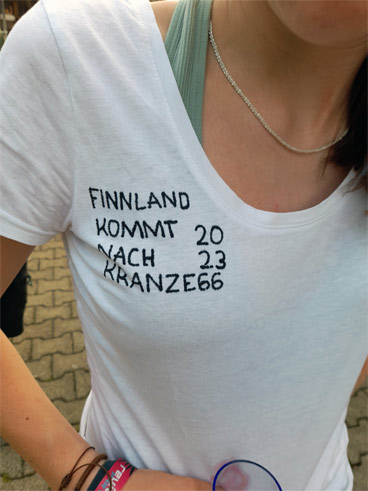 FINNLAND
KOMMT 20
NACH 23
KRANZE66